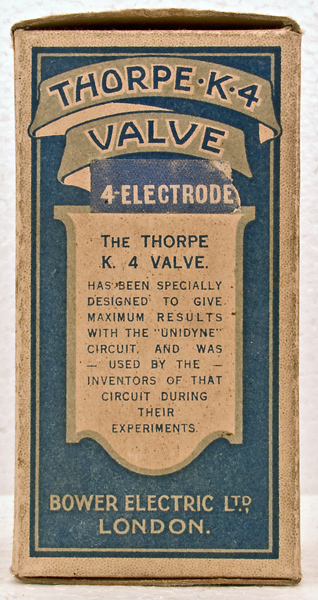 THORPE·K·4
VALVE
4-ELECTRODE
THE THORPE
K. 4 VALVE.
HAS BEEN SPECIALLY
DESIGNED TO GIVE
MAXIMUM RESULTS
WITH THE "UNIDYNE"
CIRCUIT, AND WAS
— USED BY THE —
INVENTORS OF THAT
CIRCUIT DURING
THEIR
EXPERIMENTS.
BOWER ELECTRIC LTD,
LONDON.